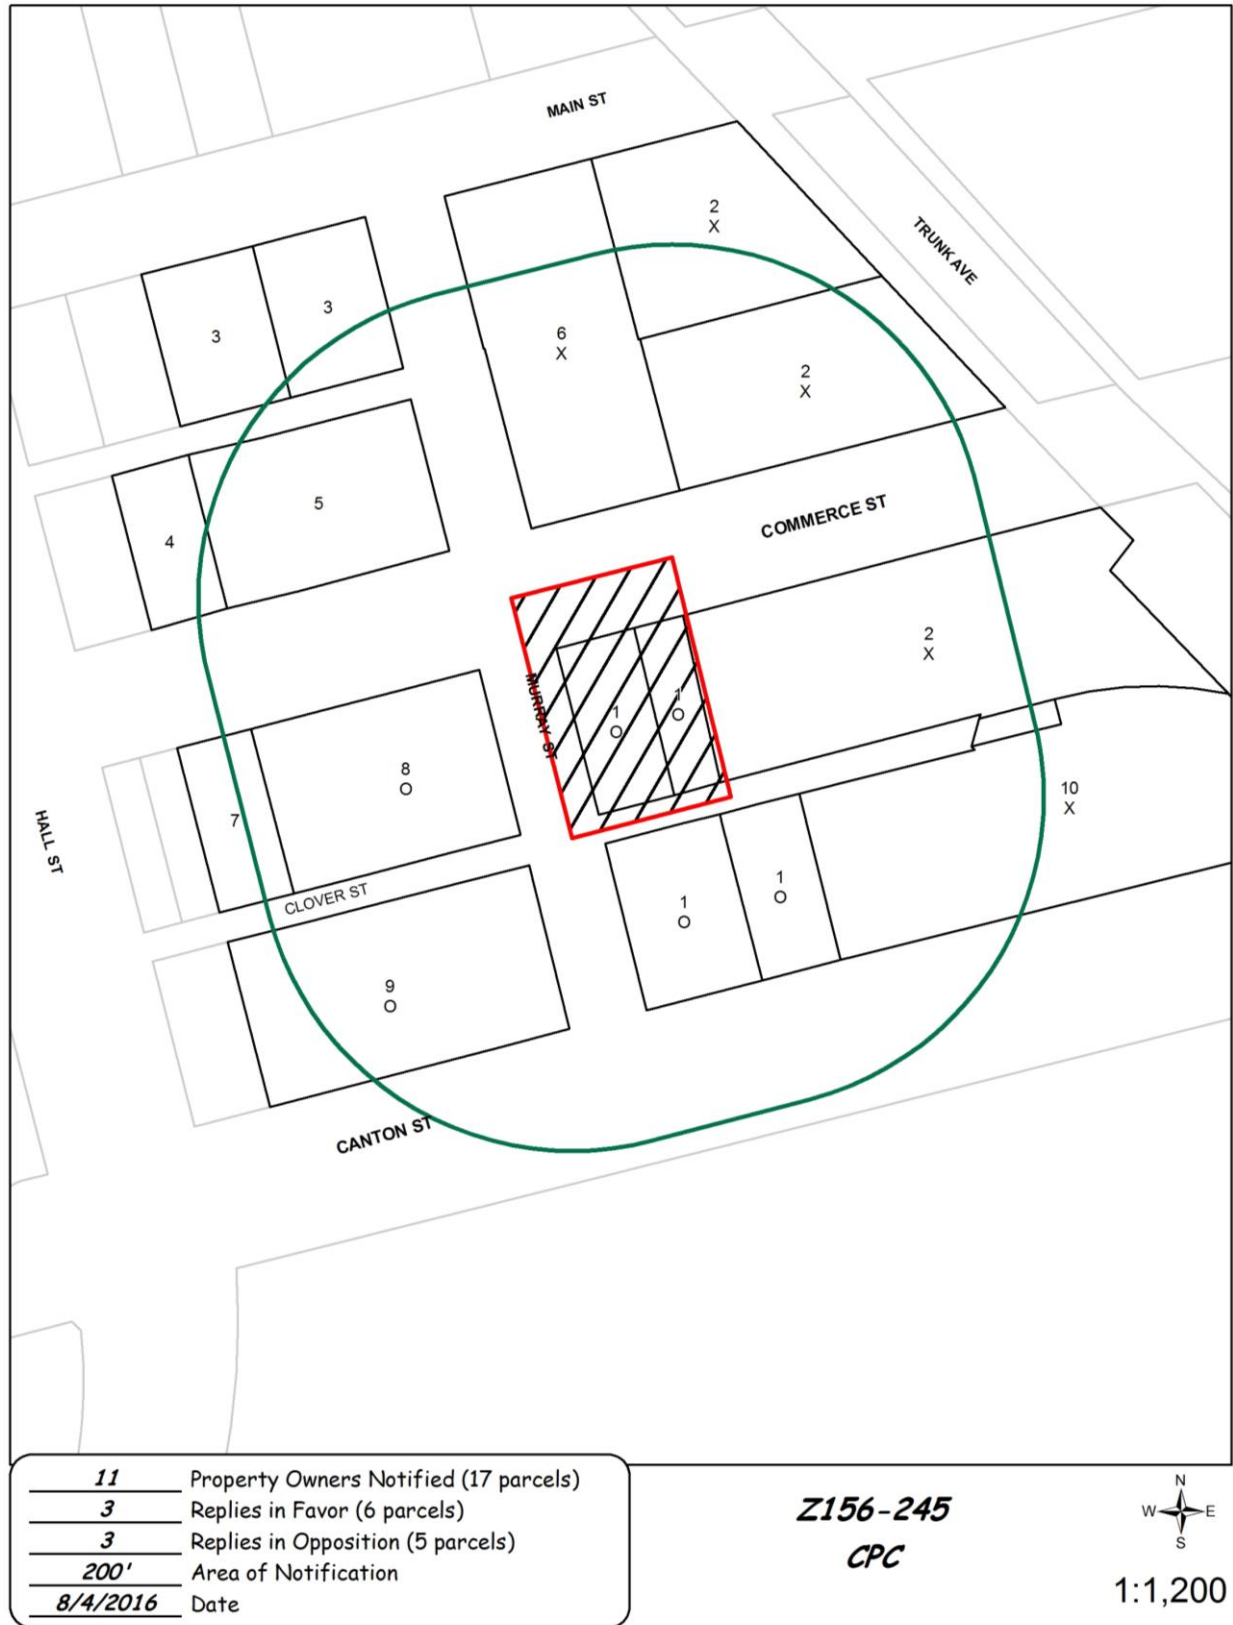 MAIN ST
2
X
TRUNK AVE
3
3
6
X
2
X
5
4
COMMERCE ST
2
X
MURRAY ST
1
O
1
O
8
O
7
HALL ST
10
X
CLOVER ST
1
O
1
O
9
O
CANTON ST
11 Property Owners Notified (17 parcels)
3 Replies in Favor (6 parcels)
3 Replies in Opposition (5 parcels)
200' Area of Notification
8/4/2016 Date
Z156-245
CPC
N
W E
S
1:1,200